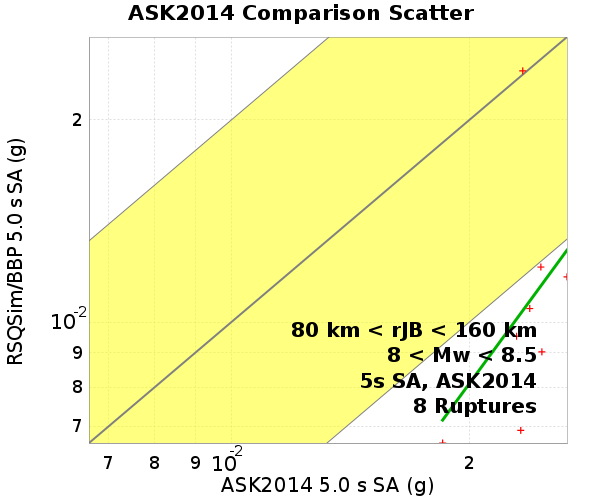 ASK2014 Comparison Scatter
RSQSim/BBP 5.0 s SA (g)
2
10-2
9
8
7
80 km < rJB < 160 km
8 < Mw < 8.5
5s SA, ASK2014
8 Ruptures
7 8 9 10-2 2
ASK2014 5.0 s SA (g)